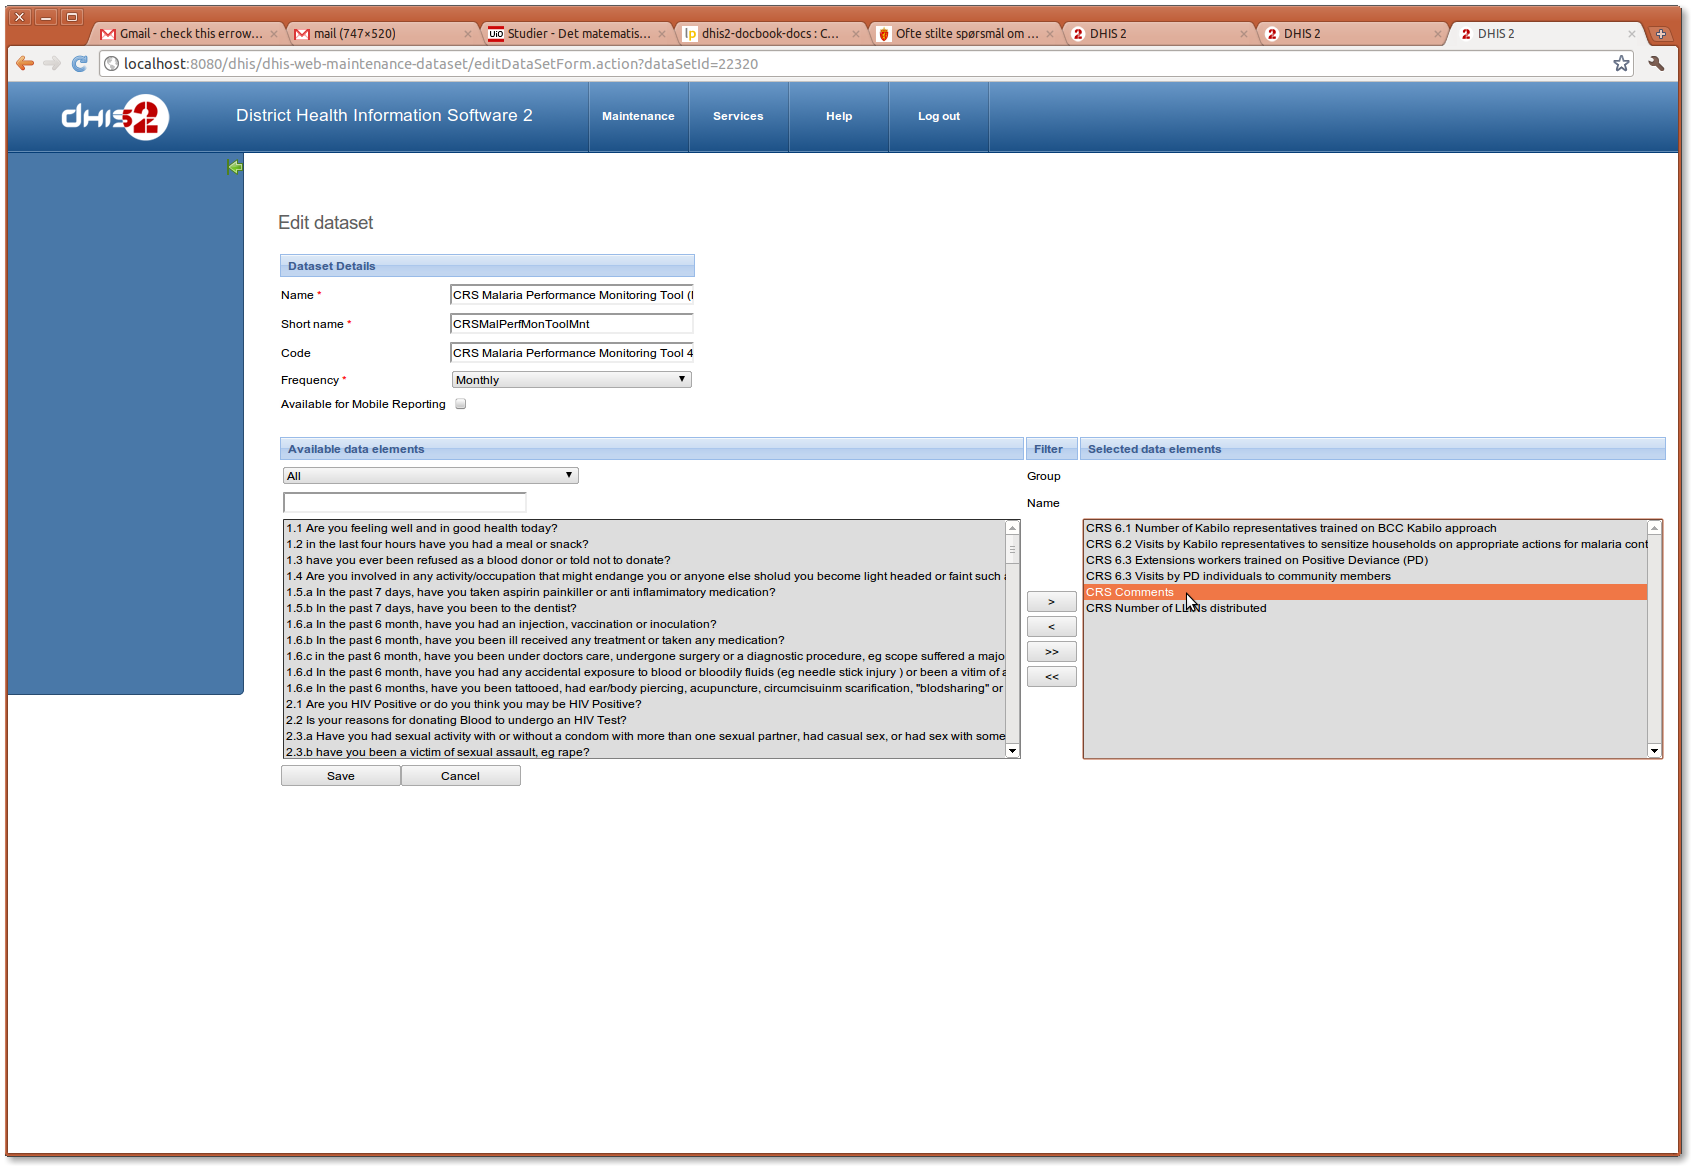 Gmail - check this errow...
mail (747×520)
UiO Studier - Det matematis...
lp dhis2-docbook-docs : C...
Ofte stilte spørsmål om ...
2 DHIS 2
2 DHIS 2
2 DHIS 2
localhost:8080/dhis/dhis-web-maintenance-dataset/editDataSetForm.action?dataSetId=22320
dHIS2
District Health Information Software 2
Maintenance
Services
Help
Log out
Edit dataset
Dataset Details
Name * CRS Malaria Performance Monitoring Tool (
Short name * CRSMalPerfMonToolMnt
Code CRS Malaria Performance Monitoring Tool 4
Frequency * Monthly
Available for Mobile Reporting
Available data elements
Filter
Selected data elements
All
Group
Name
1.1 Are you feeling well and in good health today?
1.2 in the last four hours have you had a meal or snack?
1.3 have you ever been refused as a blood donor or told not to donate?
1.4 Are you involved in any activity/occupation that might endange you or anyone else sholud you become light headed or faint such
1.5.a In the past 7 days, have you taken aspirin painkiller or anti inflamimatory medication?
1.5.b In the past 7 days, have you been to the dentist?
1.6.a In the past 6 month, have you had an injection, vaccination or inoculation?
1.6.b In the past 6 month, have you been ill received any treatment or taken any medication?
1.6.c in the past 6 month, have you been under doctors care, undergone surgery or a diagnostic procedure, eg scope suffered a majo
1.6.d In the past 6 month, have you had any accidental exposure to blood or bloodily fluids (eg needle stick injury ) or been a vitim of
1.6.e In the past 6 months, have you been tattooed, had ear/body piercing, acupuncture, circumcisuinm scarification, "blodsharing" or
2.1 Are you HIV Positive or do you think you may be HIV Positive?
2.2 Is your reasons for donating Blood to undergo an HIV Test?
2.3.a Have you had sexual activity with or without a condom with more than one sexual partner, had casual sex, or had sex with some
2.3.b have you been a victim of sexual assault, eg rape?
>
<
>>
<<
CRS 6.1 Number of Kabilo representatives trained on BCC Kabilo approach
CRS 6.2 Visits by Kabilo representatives to sensitize households on appropriate actions for malaria cont
CRS 6.3 Extensions workers trained on Positive Deviance (PD)
CRS 6.3 Visits by PD individuals to community members
CRS Comments
CRS Number of distributed
Save
Cancel